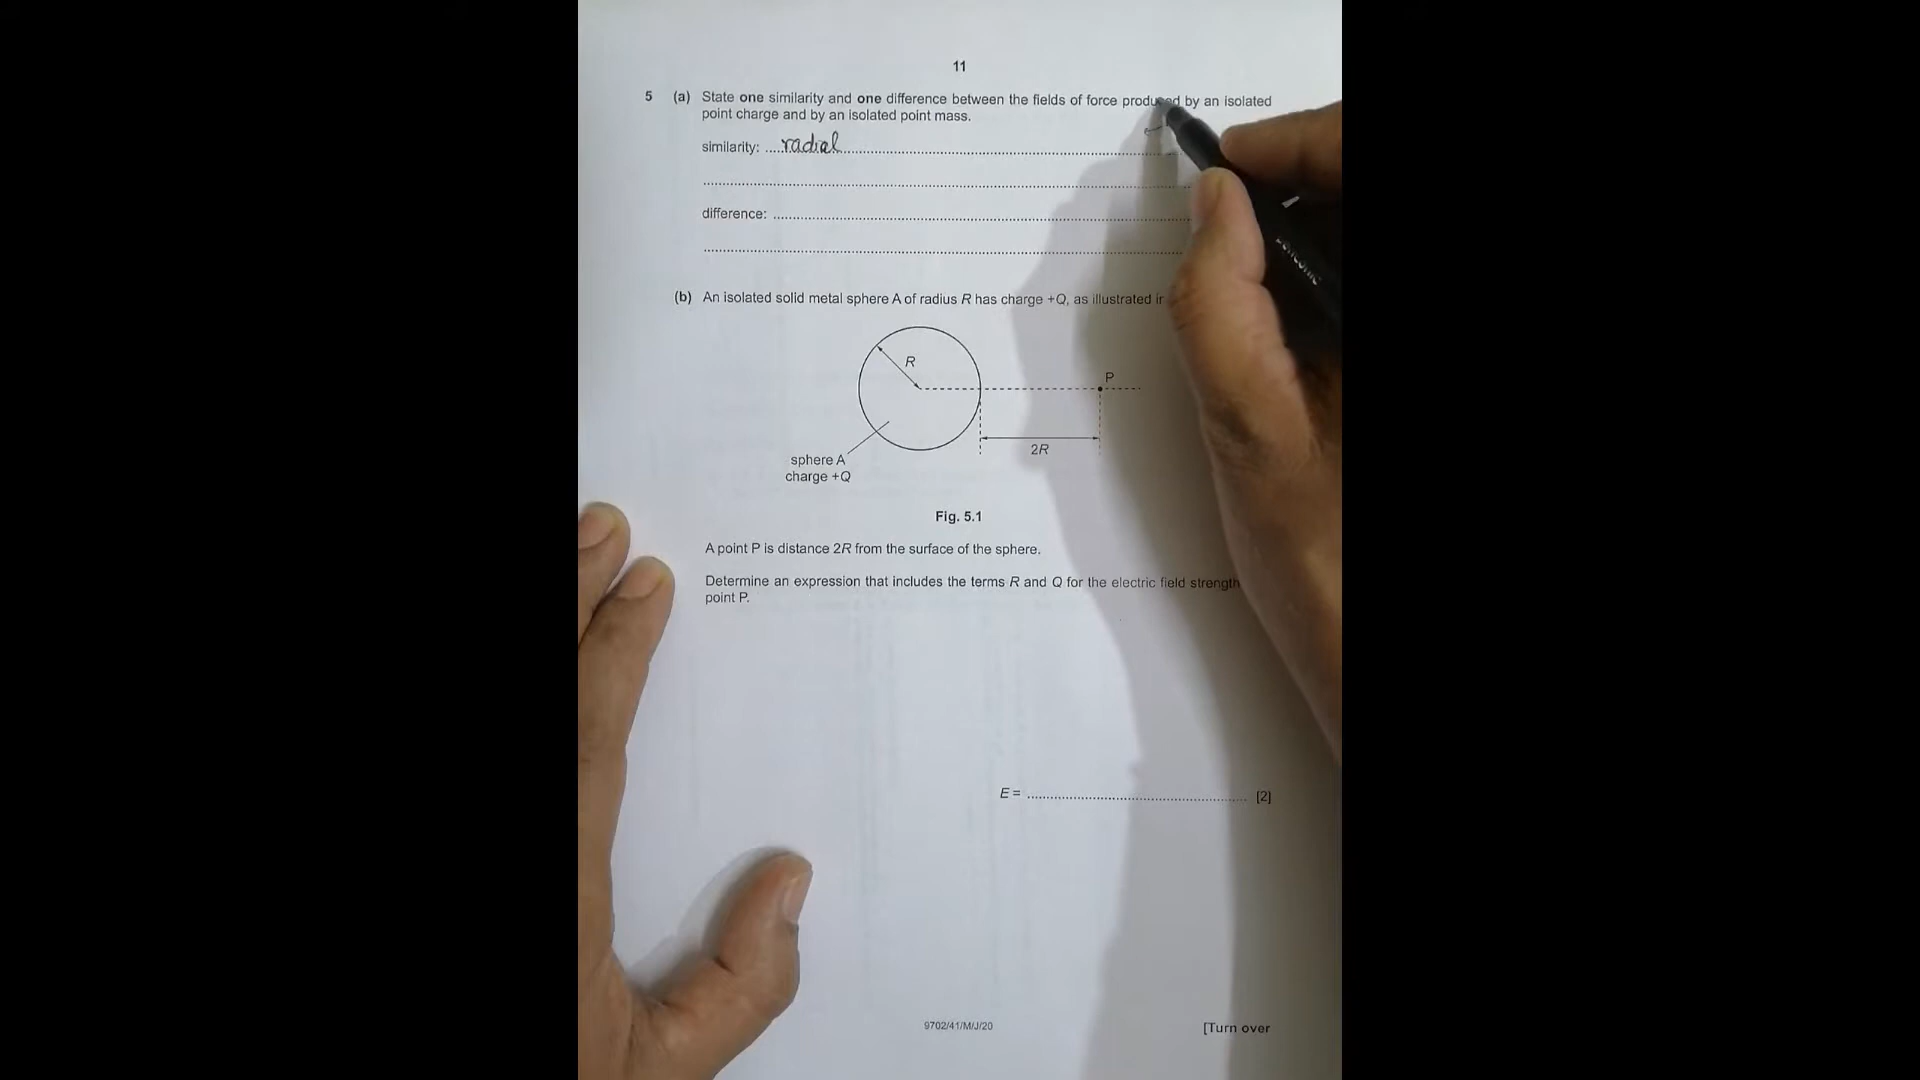 11
5 (a) State one similarity and one difference between the fields of force produced by an isolated
point charge and by an isolated point mass.
similarity: radial
difference:
(b) An isolated solid metal sphere A of radius R has charge +Q, as illustrated
R
P
2R
sphere A
charge +Q
Fig. 5.1
A point P is distance 2R from the surface of the sphere.
Determine an expression that includes the terms R and Q for the electric field strength
point P.
E = [2]
9702/41/M/J/20
[Turn over